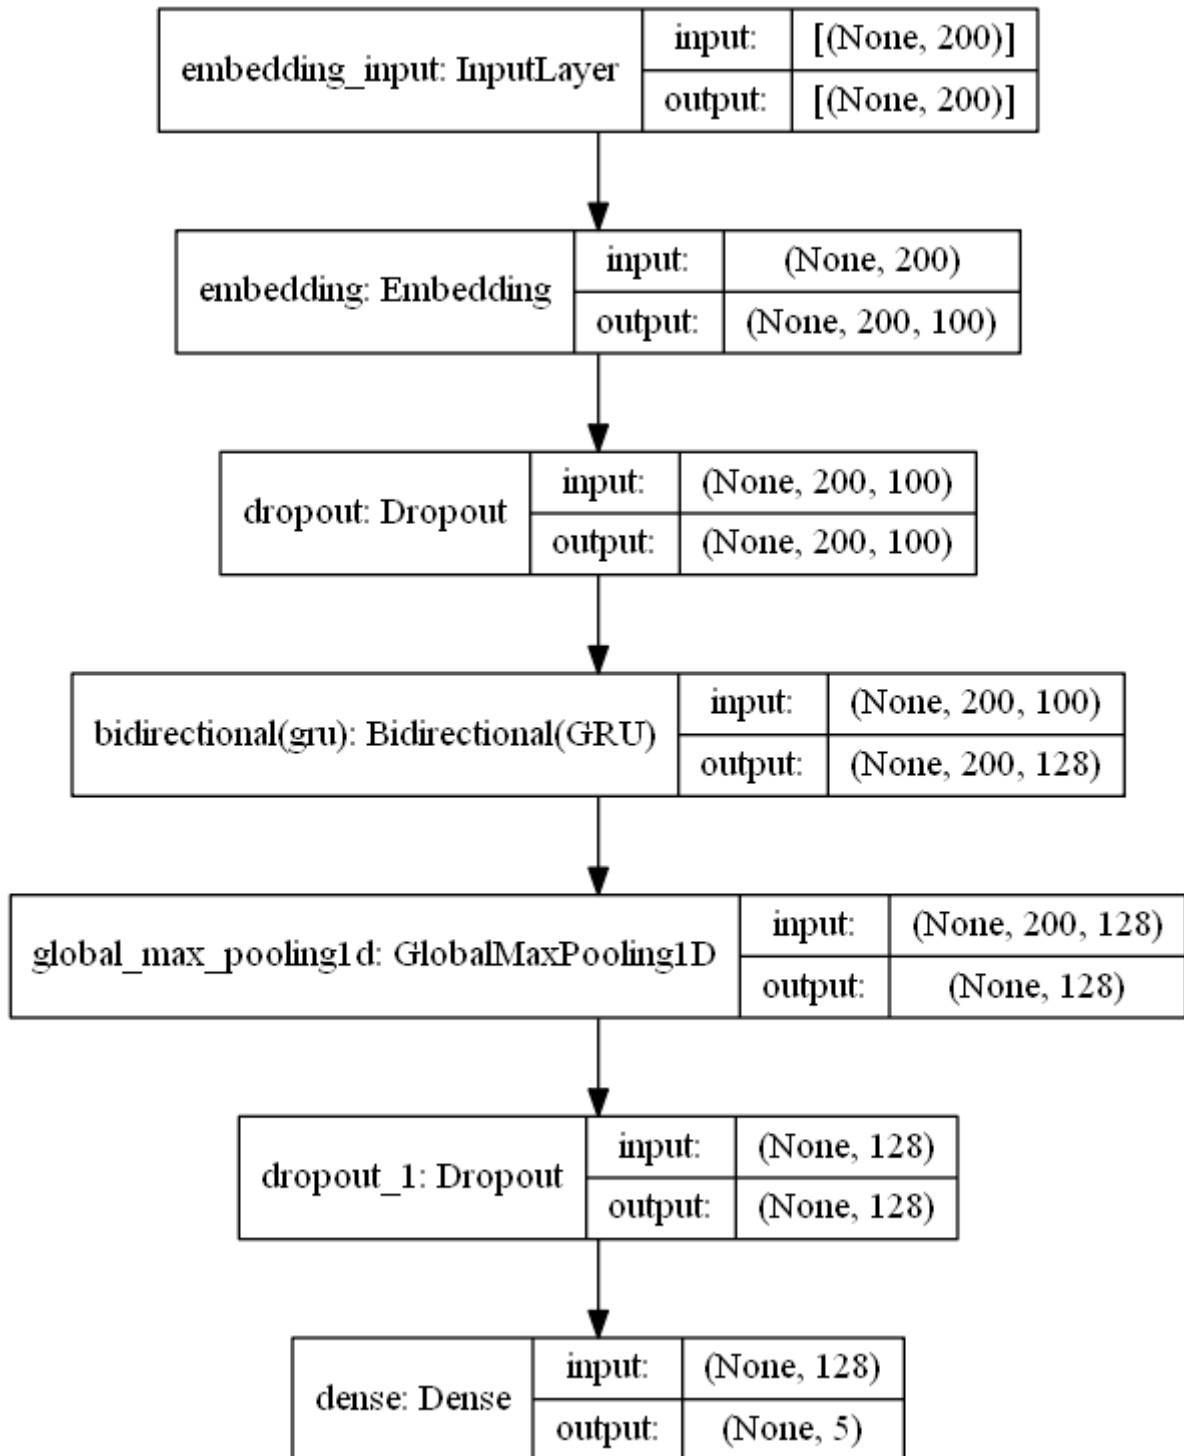 embedding_input: InputLayer
input: [(None, 200)]
output: [(None, 200)]
embedding: Embedding
input: (None, 200)
output: (None, 200, 100)
dropout: Dropout
input: (None, 200, 100)
output: (None, 200, 100)
bidirectional(gru): Bidirectional(GRU)
input: (None, 200, 100)
output: (None, 200, 128)
global_max_pooling1d: GlobalMaxPooling1D
input: (None, 200, 128)
output: (None, 128)
dropout_1: Dropout
input: (None, 128)
output: (None, 128)
dense: Dense
input: (None, 128)
output: (None, 5)